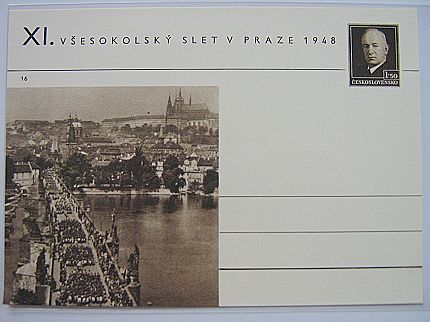 XI. VŠESOKOLSKÝ SLET V PRAZE 1948
16
1·50
ČESKOSLOVENSKO